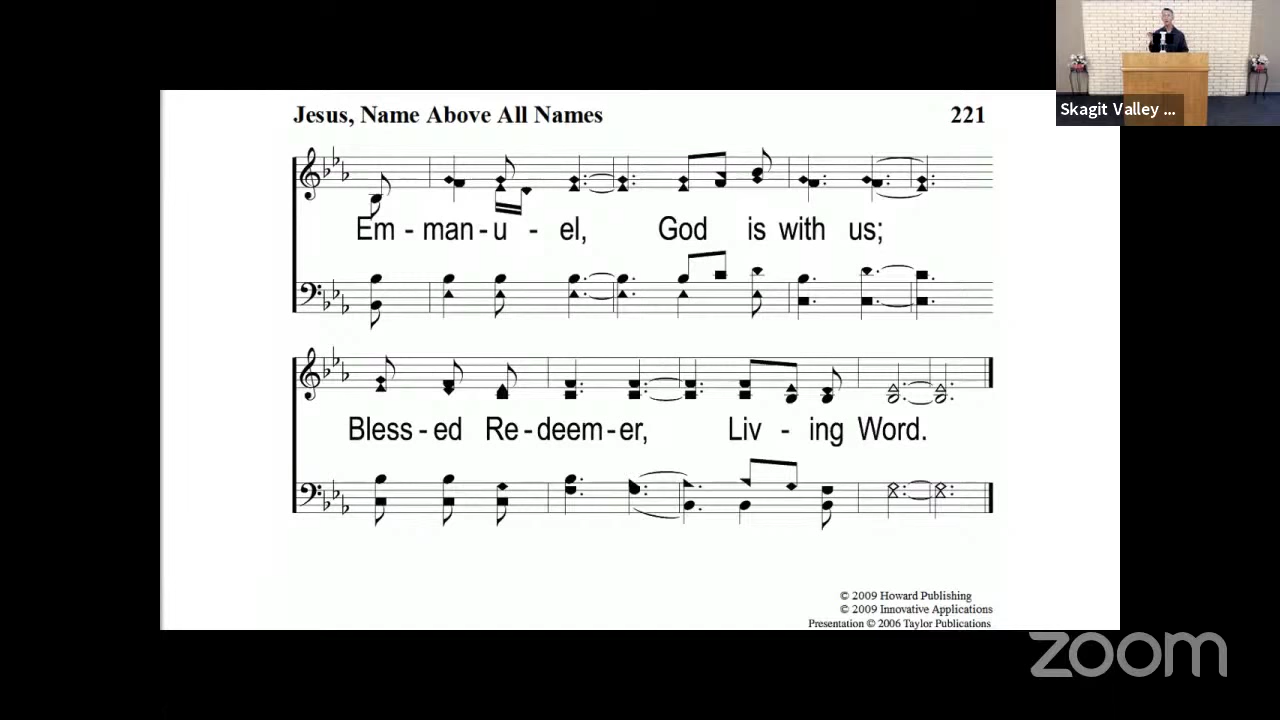 Jesus, Name Above All Names 221
Skagit Valley ...
Em - man - u - el, God is with us;
Bless - ed Re - deem - er, Liv - ing Word.
© 2009 Howard Publishing
© 2009 Innovative Applications
Presentation © 2006 Taylor Publications
zoom